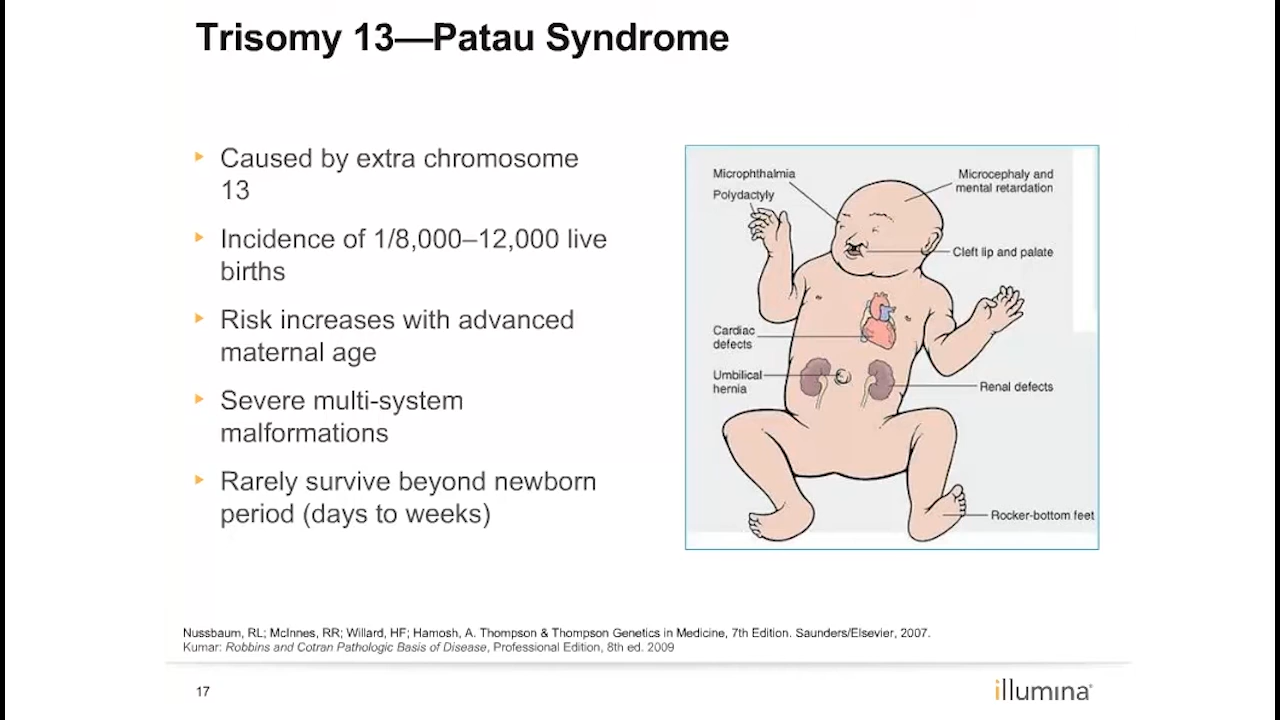 Trisomy 13—Patau Syndrome
▸ Caused by extra chromosome
13
▸ Incidence of 1/8,000–12,000 live
births
▸ Risk increases with advanced
maternal age
▸ Severe multi-system
malformations
▸ Rarely survive beyond newborn
period (days to weeks)
Microphthalmia
Polydactyly
Microcephaly and
mental retardation
Cleft lip and palate
Cardiac
defects
Umbilical
hernia
Renal defects
Rocker-bottom feet
Nussbaum, RL; McInnes, RR; Willard, HF; Hamosh, A. Thompson & Thompson Genetics in Medicine, 7th Edition. Saunders/Elsevier, 2007.
Kumar: Robbins and Cotran Pathologic Basis of Disease, Professional Edition, 8th ed. 2009
17
illumina®